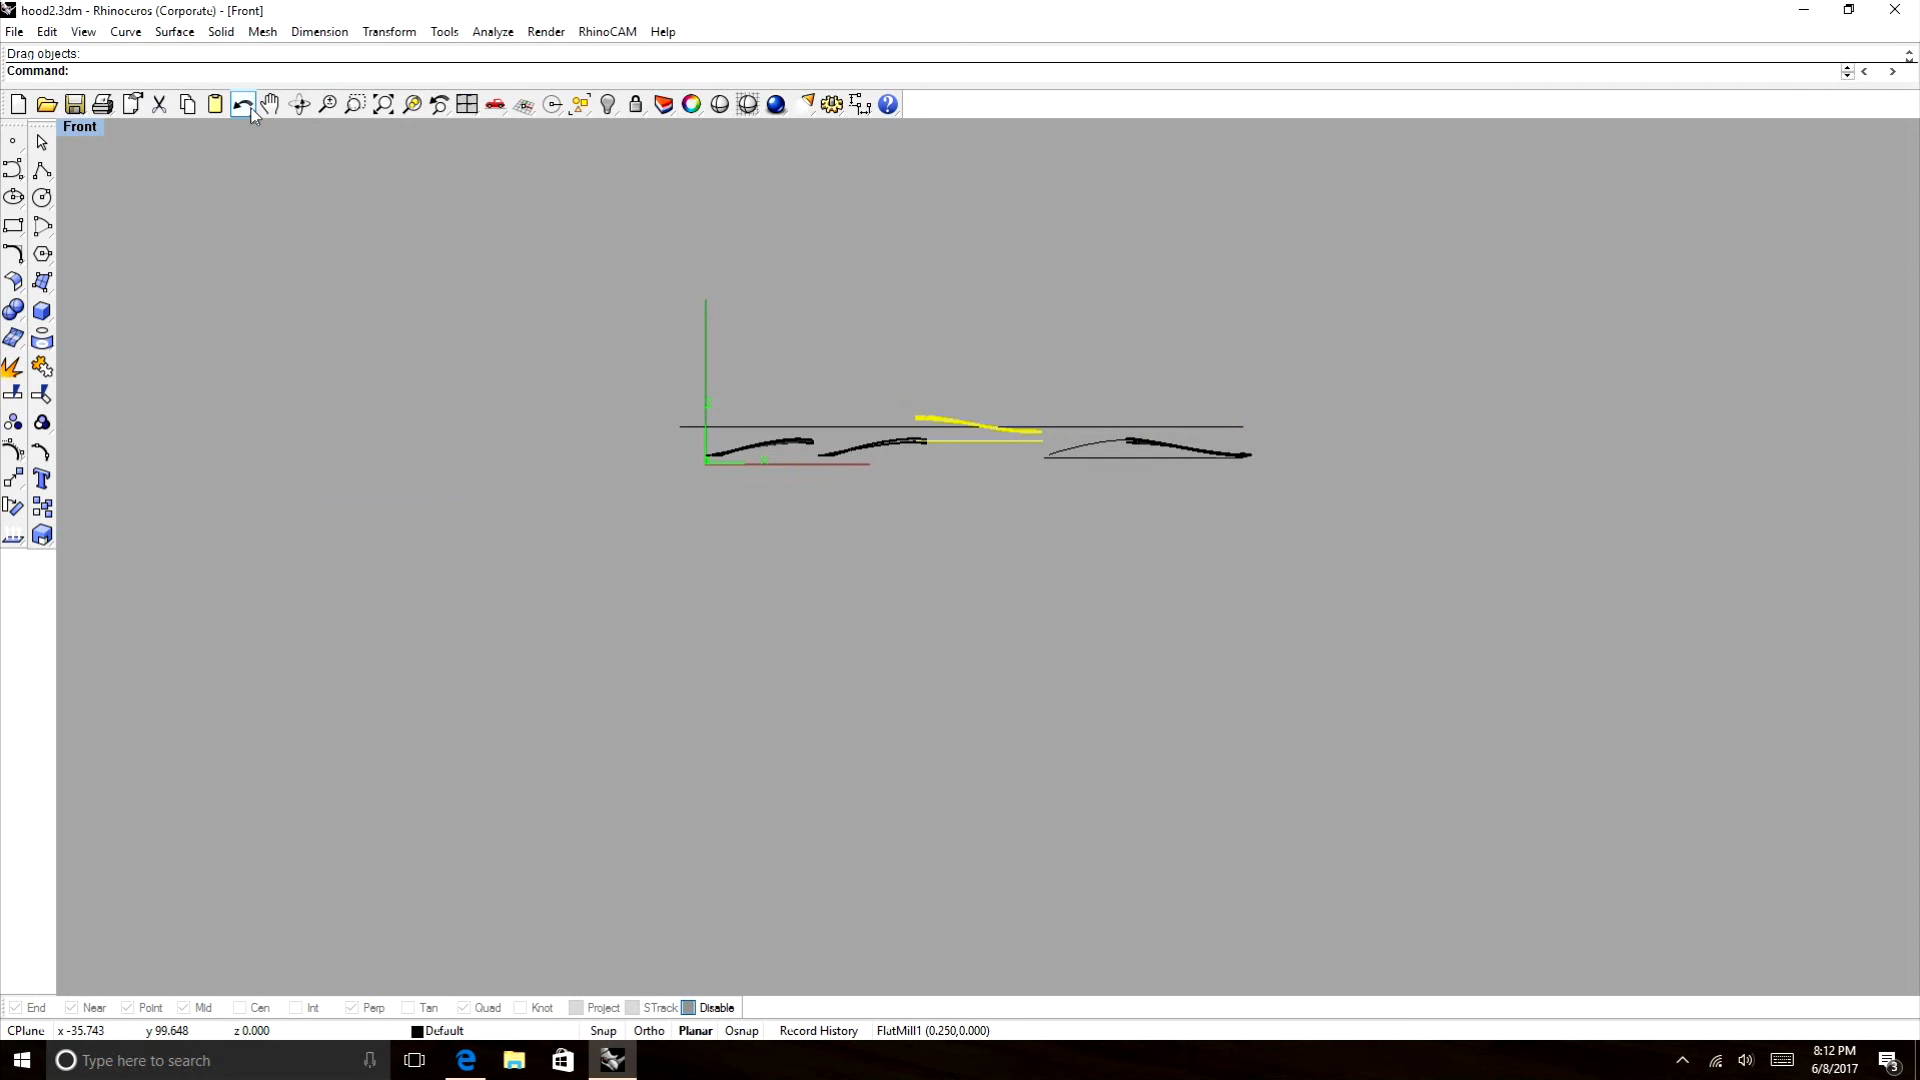 hood2.3dm - Rhinoceros (Corporate) - [Front]
File Edit View Curve Surface Solid Mesh Dimension Transform Tools Analyze Render RhinoCAM Help
Drag objects:
Command:
Front
End Near Point Mid Cen Int Perp Tan Quad Knot Project STrack Disable
CPlane x -35.743 y 99.648 z 0.000 Default Snap Ortho Planar Osnap Record History FlatMill1 (0.250,0.000)
Type here to search
8:12 PM
6/8/2017
3